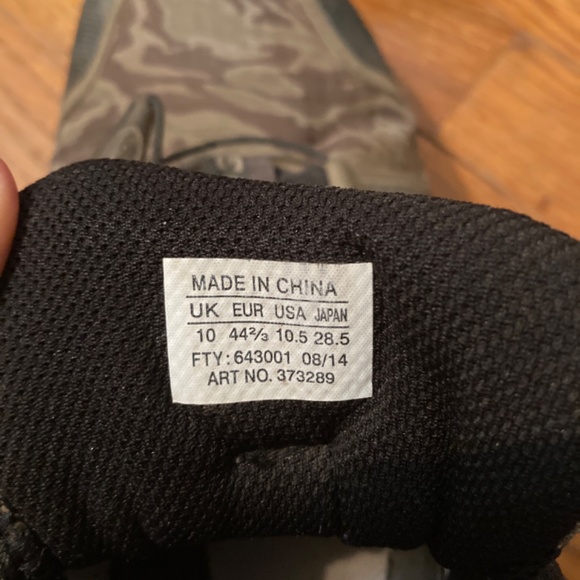 MADE IN CHINA
UK EUR USA JAPAN
10 44⅔ 10.5 28.5
FTY: 643001 08/14
ART NO. 373289